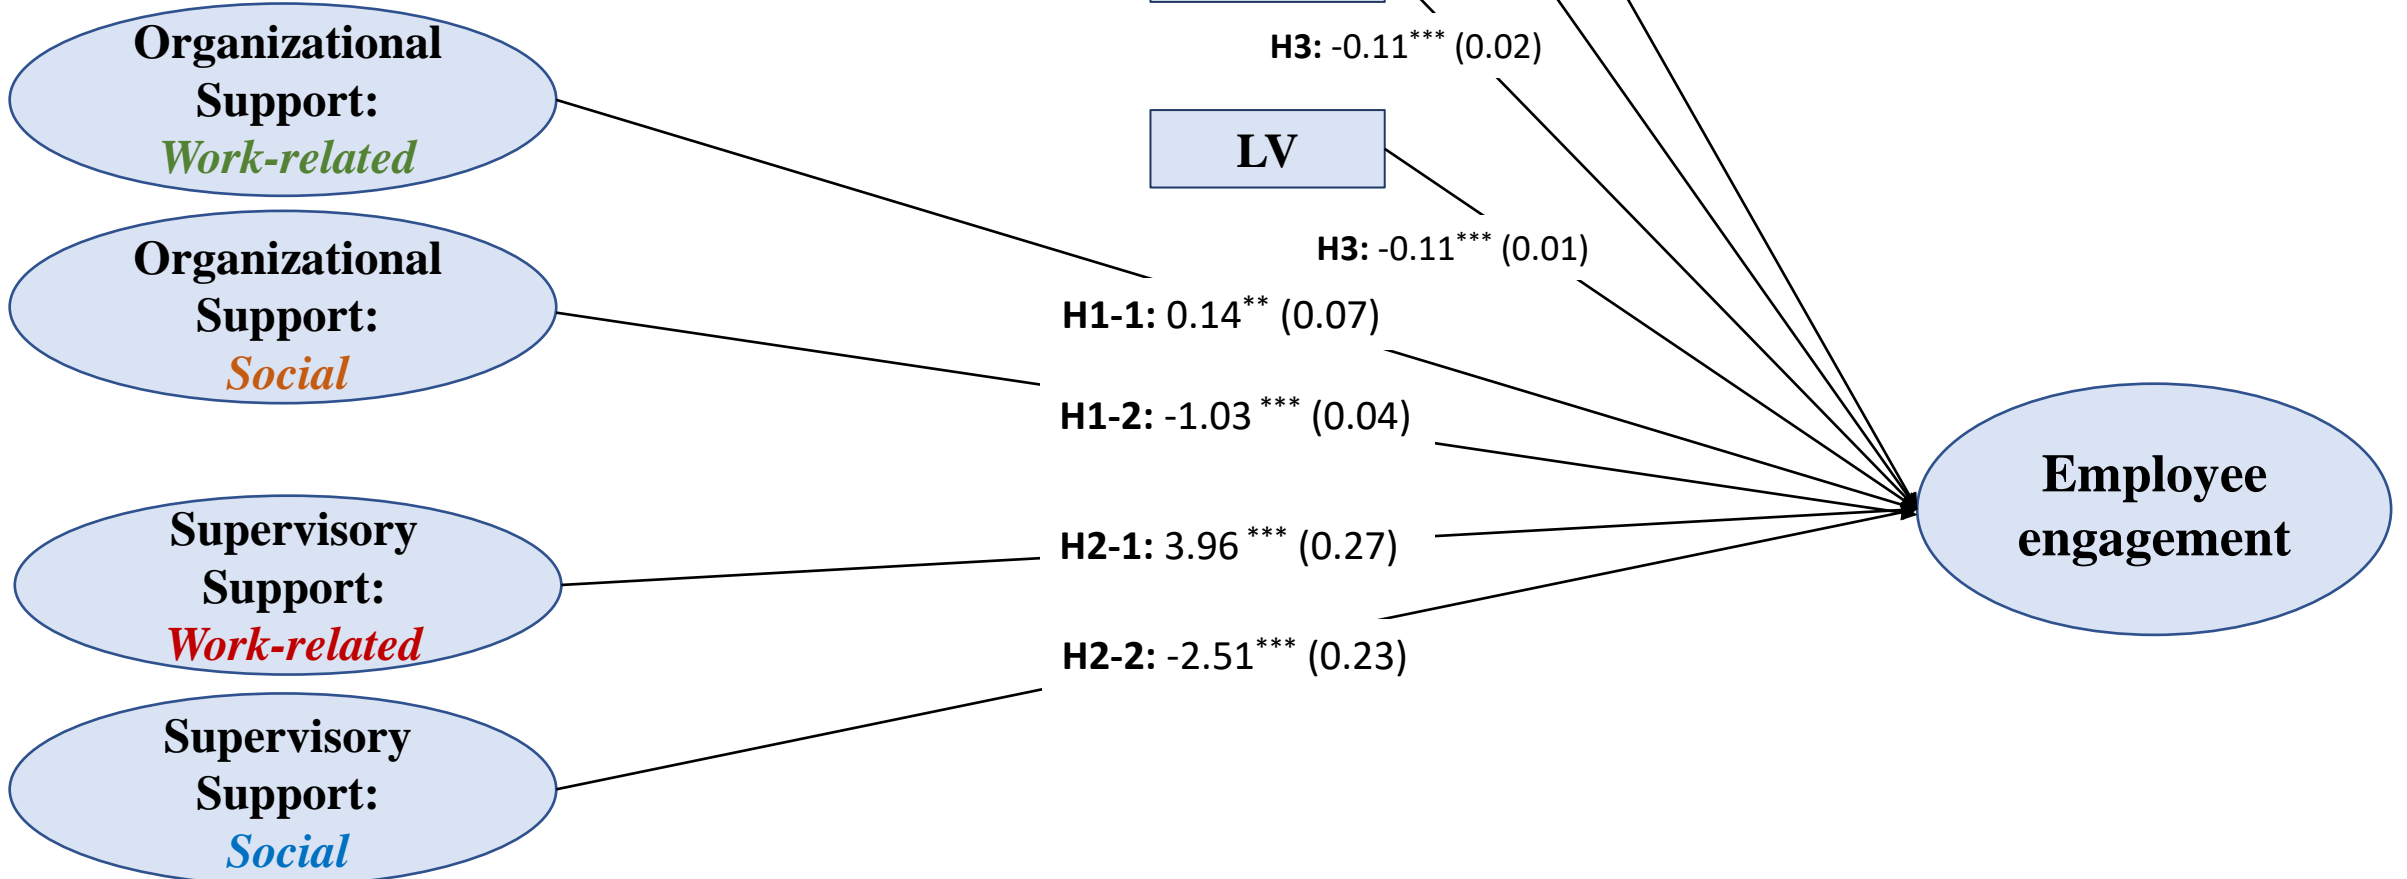 Organizational
Support:
Work-related
Organizational
Support:
Social
Supervisory
Support:
Work-related
Supervisory
Support:
Social
H3: -0.11*** (0.02)
LV
H3: -0.11*** (0.01)
H1-1: 0.14** (0.07)
H1-2: -1.03 *** (0.04)
H2-1: 3.96 *** (0.27)
H2-2: -2.51*** (0.23)
Employee
engagement